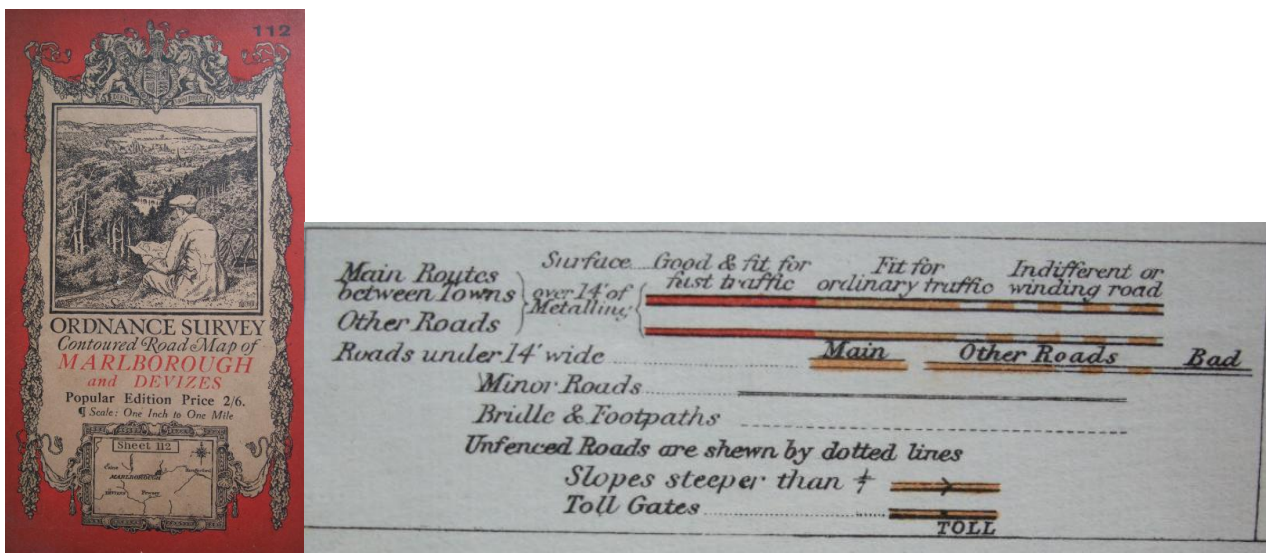 112
ORDNANCE SURVEY
Contoured Road Map of
MARLBOROUGH
and DEVIZES
Popular Edition Price 2/6.
¶ Scale: One Inch to One Mile
Sheet 112
MARLBOROUGH
Main Routes between Towns
Other Roads
Surface
over 14' of Metalling
Good & fit for fast traffic
Fit for ordinary traffic
Indifferent or winding road
Roads under 14' wide Main Other Roads Bad
Minor Roads
Bridle & Footpaths
Unfenced Roads are shewn by dotted lines
Slopes steeper than 1/7
Toll Gates
TOLL